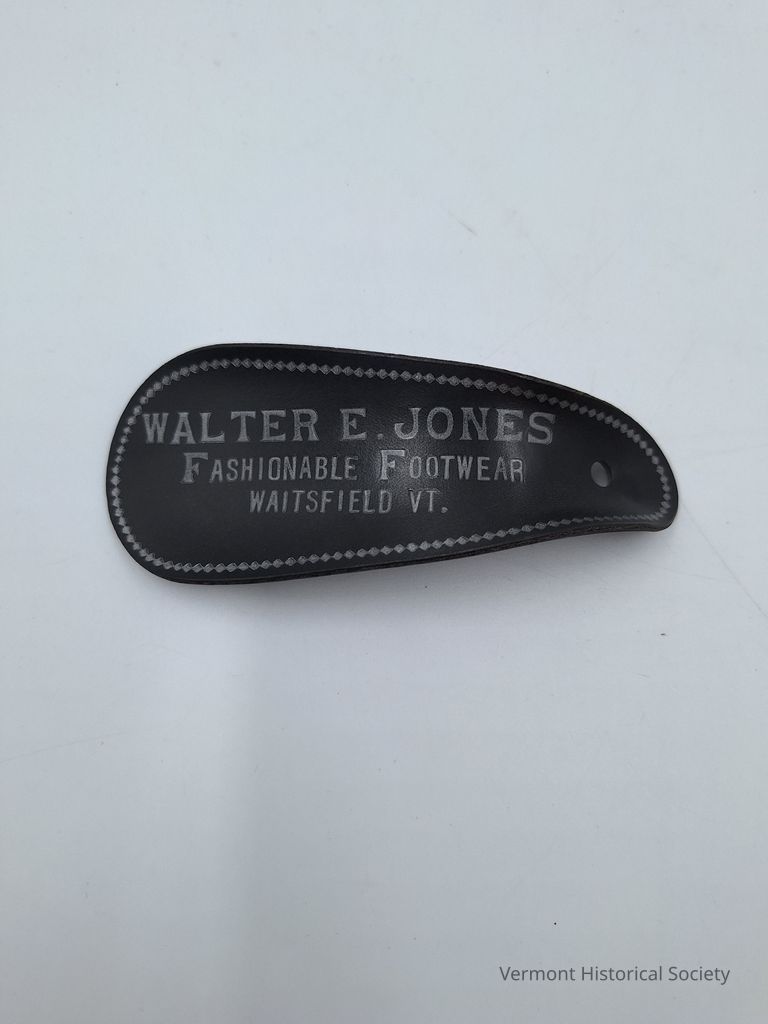 WALTER E. JONES
FASHIONABLE FOOTWEAR
WAITSFIELD VT.
Vermont Historical Society